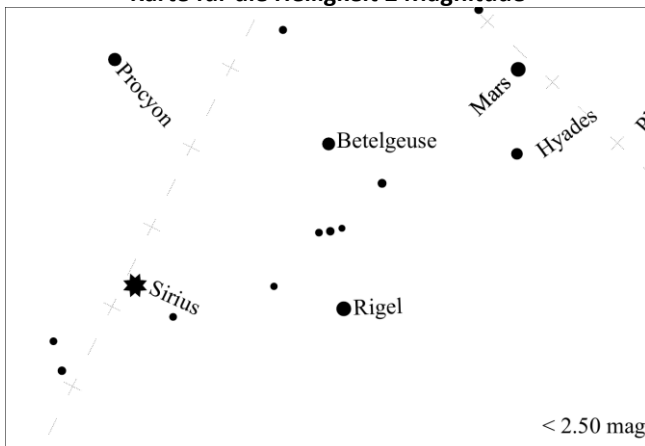 Karte für die Helligkeit 2 Magnitude
Procyon
Mars
Hyades
Betelgeuse
Sirius
Rigel
< 2.50 mag